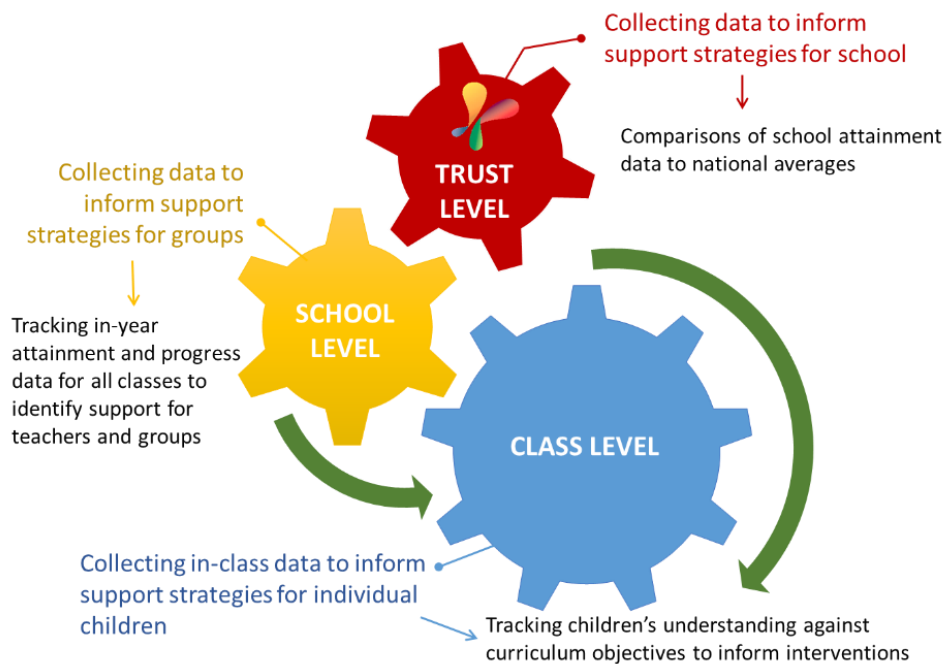 Collecting data to inform
support strategies for school
Comparisons of school attainment
data to national averages
TRUST
LEVEL
Collecting data to
inform support
strategies for groups
Tracking in-year
attainment and progress
data for all classes to
identify support for
teachers and groups
SCHOOL
LEVEL
CLASS LEVEL
Collecting in-class data to inform
support strategies for individual
children
Tracking children’s understanding against
curriculum objectives to inform interventions